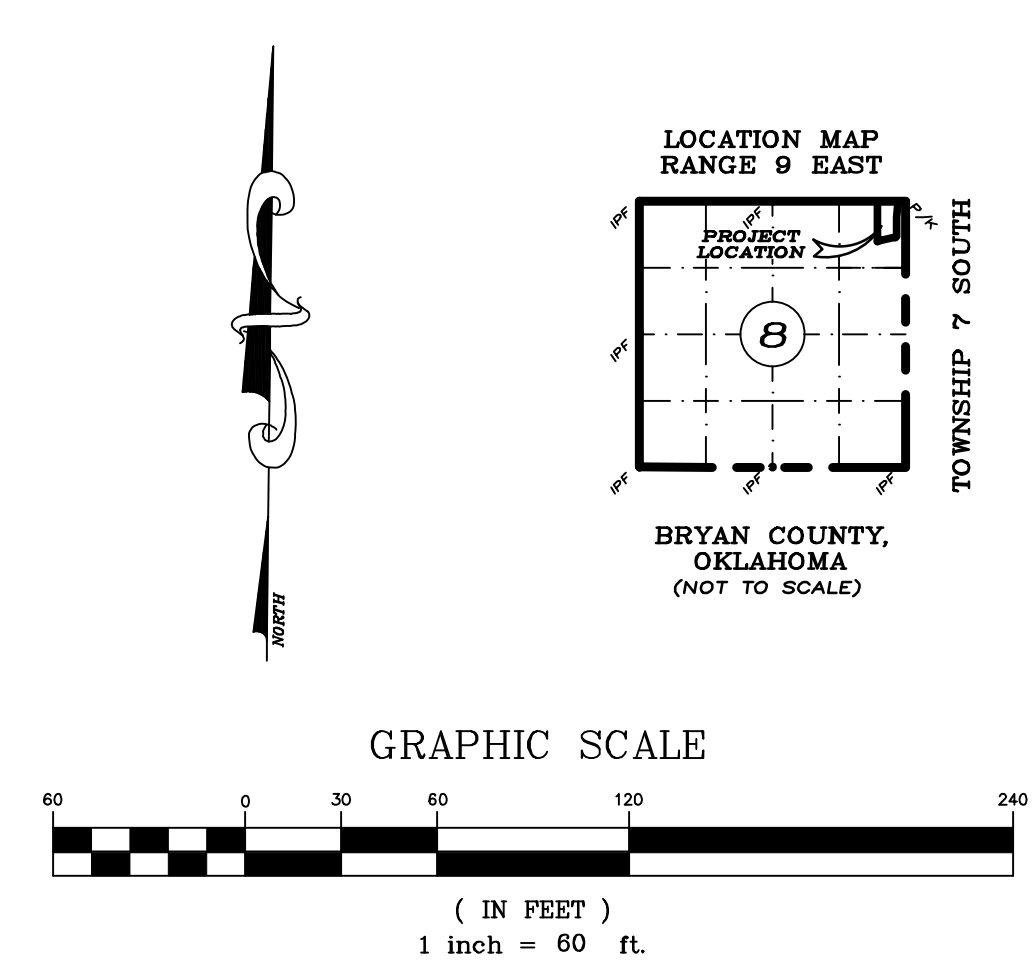 LOCATION MAP
RANGE 9 EAST
IPF
IPF
P/K
PROJECT
LOCATION
TOWNSHIP 7 SOUTH
8
IPF
IPF
IPF
IPF
BRYAN COUNTY,
OKLAHOMA
(NOT TO SCALE)
NORTH
GRAPHIC SCALE
60 0 30 60 120 240
( IN FEET )
1 inch = 60 ft.